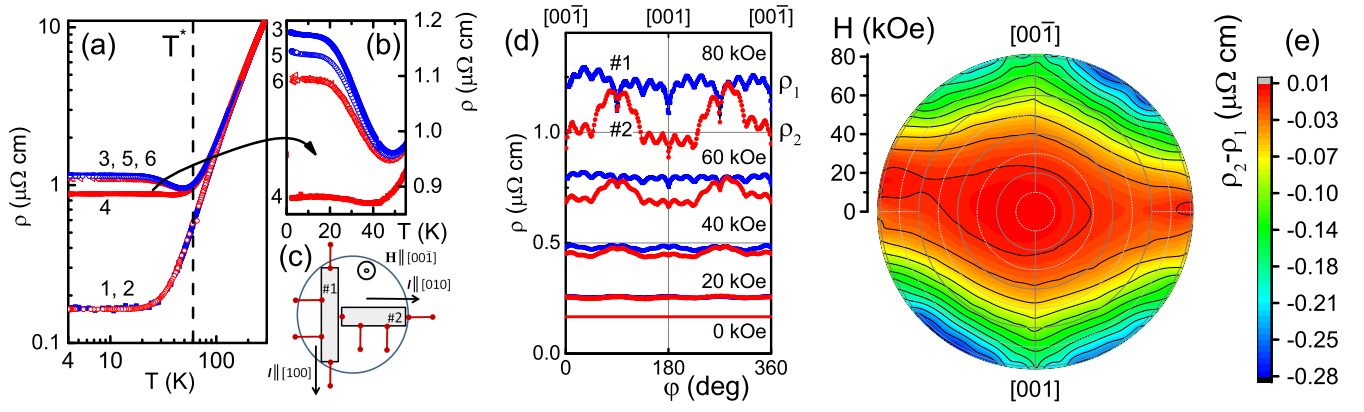 (a)
T*
ρ (μΩ cm)
10
1
0.1
3, 5, 6
4
1, 2
4
10
100
T (K)
(b)
3
5
6
4
1.2
1.1
1.0
0.9
ρ (μΩ cm)
0
20
40
T (K)
(c)
H ǁ [001̄]
#1
I ǁ [010]
#2
I ǁ [100]
(d)
[001̄]
[001]
[001̄]
80 kOe
#1
ρ1
#2
ρ2
60 kOe
40 kOe
20 kOe
0 kOe
ρ (μΩ cm)
1.0
0.5
0.0
0
180
360
φ (deg)
H (kOe)
80
70
60
50
40
30
20
10
0
[001̄]
[001]
(e)
ρ2-ρ1 (μΩ cm)
0.01
-0.03
-0.07
-0.10
-0.14
-0.18
-0.21
-0.25
-0.28